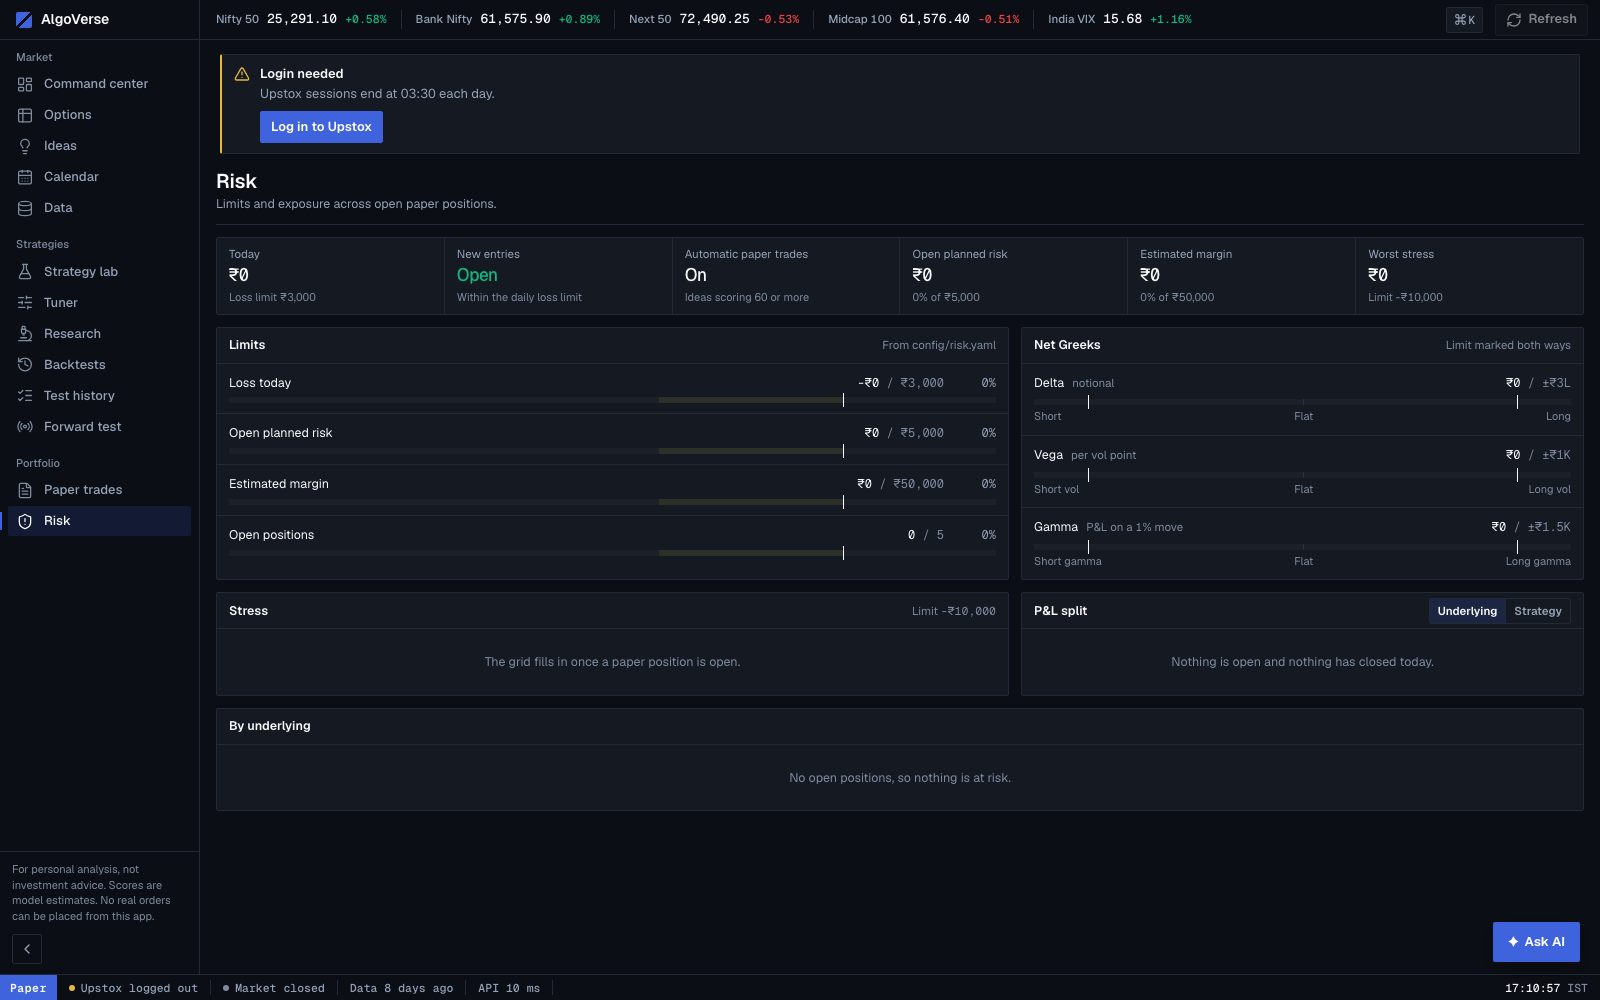 AlgoVerse
Nifty 50 25,291.10 +0.58% Bank Nifty 61,575.90 +0.89% Next 50 72,490.25 -0.53% Midcap 100 61,576.40 -0.51% India VIX 15.68 +1.16%
⌘K
Refresh
Market
Command center
Options
Ideas
Calendar
Data
Strategies
Strategy lab
Tuner
Research
Backtests
Test history
Forward test
Portfolio
Paper trades
Risk
For personal analysis, not
investment advice. Scores are
model estimates. No real orders
can be placed from this app.
Login needed
Upstox sessions end at 03:30 each day.
Log in to Upstox
Risk
Limits and exposure across open paper positions.
Today
₹0
Loss limit ₹3,000
New entries
Open
Within the daily loss limit
Automatic paper trades
On
Ideas scoring 60 or more
Open planned risk
₹0
0% of ₹5,000
Estimated margin
₹0
0% of ₹50,000
Worst stress
₹0
Limit -₹10,000
Limits From config/risk.yaml
Loss today -₹0 / ₹3,000 0%
Open planned risk ₹0 / ₹5,000 0%
Estimated margin ₹0 / ₹50,000 0%
Open positions 0 / 5 0%
Net Greeks Limit marked both ways
Delta notional ₹0 / ±₹3L
Short Flat Long
Vega per vol point ₹0 / ±₹1K
Short vol Flat Long vol
Gamma P&L on a 1% move ₹0 / ±₹1.5K
Short gamma Flat Long gamma
Stress Limit -₹10,000
The grid fills in once a paper position is open.
P&L split Underlying Strategy
Nothing is open and nothing has closed today.
By underlying
No open positions, so nothing is at risk.
Ask AI
Paper Upstox logged out Market closed Data 8 days ago API 10 ms 17:10:57 IST